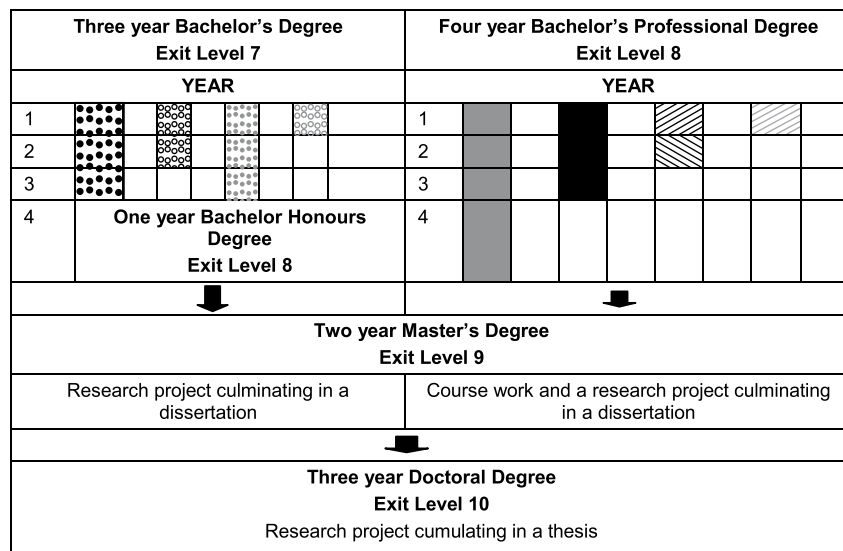 Three year Bachelor's Degree
Exit Level 7
Four year Bachelor's Professional Degree
Exit Level 8
YEAR
YEAR
1
1
2
2
3
3
4
One year Bachelor Honours
Degree
Exit Level 8
4
Two year Master's Degree
Exit Level 9
Research project culminating in a
dissertation
Course work and a research project culminating
in a dissertation
Three year Doctoral Degree
Exit Level 10
Research project cumulating in a thesis